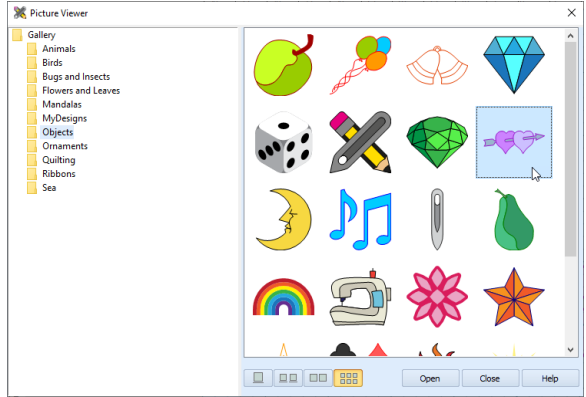 Picture Viewer
Gallery
Animals
Birds
Bugs and Insects
Flowers and Leaves
Mandalas
MyDesigns
Objects
Ornaments
Quilting
Ribbons
Sea
Open Close Help